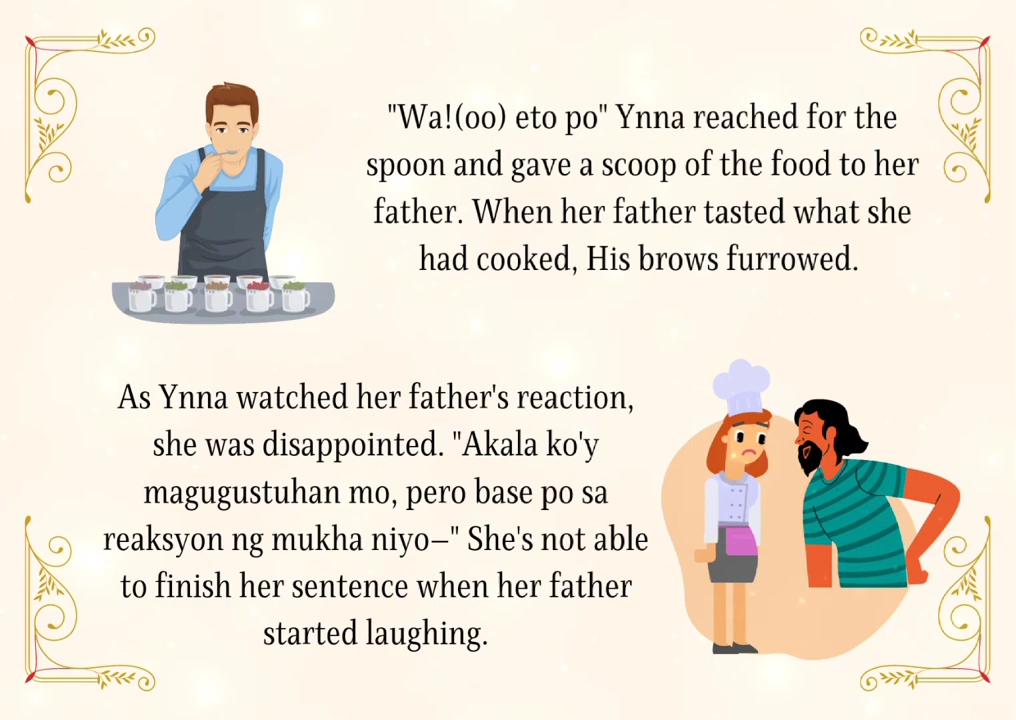 "Wa!(oo) eto po" Ynna reached for the
spoon and gave a scoop of the food to her
father. When her father tasted what she
had cooked, His brows furrowed.
As Ynna watched her father's reaction,
she was disappointed. "Akala ko'y
magugustuhan mo, pero base po sa
reaksyon ng mukha niyo–" She's not able
to finish her sentence when her father
started laughing.